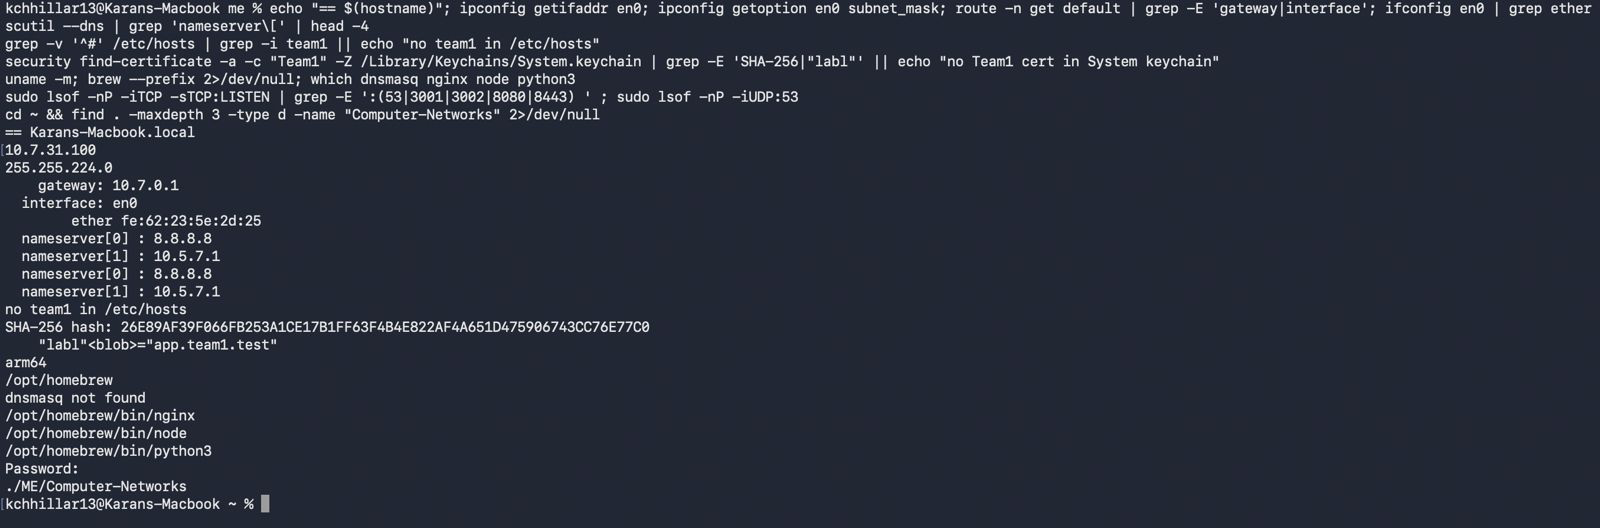 kchhillar13@Karans-Macbook me % echo "== $(hostname)"; ipconfig getifaddr en0; ipconfig getoption en0 subnet_mask; route -n get default | grep -E 'gateway|interface'; ifconfig en0 | grep ether
scutil --dns | grep 'nameserver\[' | head -4
grep -v '^#' /etc/hosts | grep -i team1 || echo "no team1 in /etc/hosts"
security find-certificate -a -c "Team1" -Z /Library/Keychains/System.keychain | grep -E 'SHA-256|"labl"' || echo "no Team1 cert in System keychain"
uname -m; brew --prefix 2>/dev/null; which dnsmasq nginx node python3
sudo lsof -nP -iTCP -sTCP:LISTEN | grep -E ':(53|3001|3002|8080|8443) ' ; sudo lsof -nP -iUDP:53
cd ~ && find . -maxdepth 3 -type d -name "Computer-Networks" 2>/dev/null
== Karans-Macbook.local
[10.7.31.100
255.255.224.0
gateway: 10.7.0.1
interface: en0
ether fe:62:23:5e:2d:25
nameserver[0] : 8.8.8.8
nameserver[1] : 10.5.7.1
nameserver[0] : 8.8.8.8
nameserver[1] : 10.5.7.1
no team1 in /etc/hosts
SHA-256 hash: 26E89AF39F066FB253A1CE17B1FF63F4B4E822AF4A651D475906743CC76E77C0
"labl"<blob>="app.team1.test"
arm64
/opt/homebrew
dnsmasq not found
/opt/homebrew/bin/nginx
/opt/homebrew/bin/node
/opt/homebrew/bin/python3
Password:
./ME/Computer-Networks
[kchhillar13@Karans-Macbook ~ %